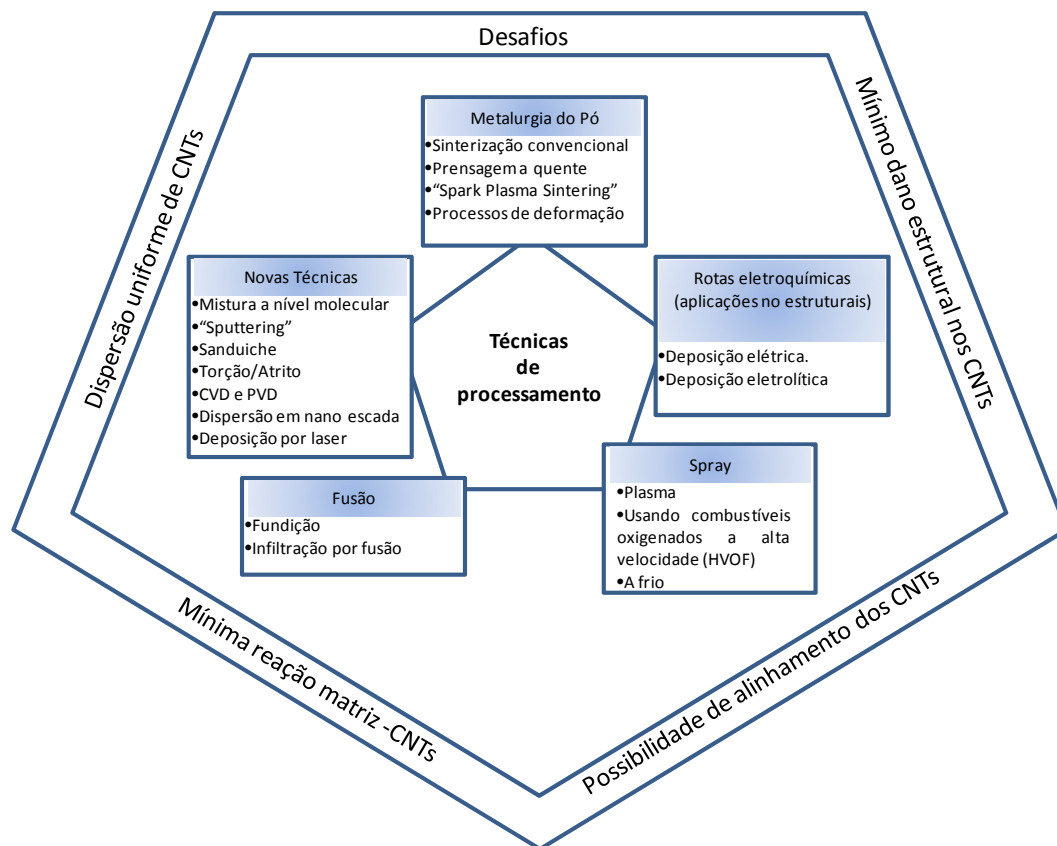 Desafios
Dispersão uniforme de CNTs
Mínimo dano estrutural nos CNTs
Metalurgia do Pó
•Sinterização convencional
•Prensagem a quente
•“Spark Plasma Sintering”
•Processos de deformação
Novas Técnicas
•Mistura a nível molecular
•“Sputtering”
•Sanduiche
•Torção/Atrito
•CVD e PVD
•Dispersão em nano escada
•Deposição por laser
Técnicas
de
processamento
Rotas eletroquímicas
(aplicações no estruturais)
•Deposição elétrica.
•Deposição eletrolítica
Fusão
•Fundição
•Infiltração por fusão
Spray
•Plasma
•Usando combustíveis
oxigenados a alta
velocidade (HVOF)
•A frio
Mínima reação matriz -CNTs
Possibilidade de alinhamento dos CNTs